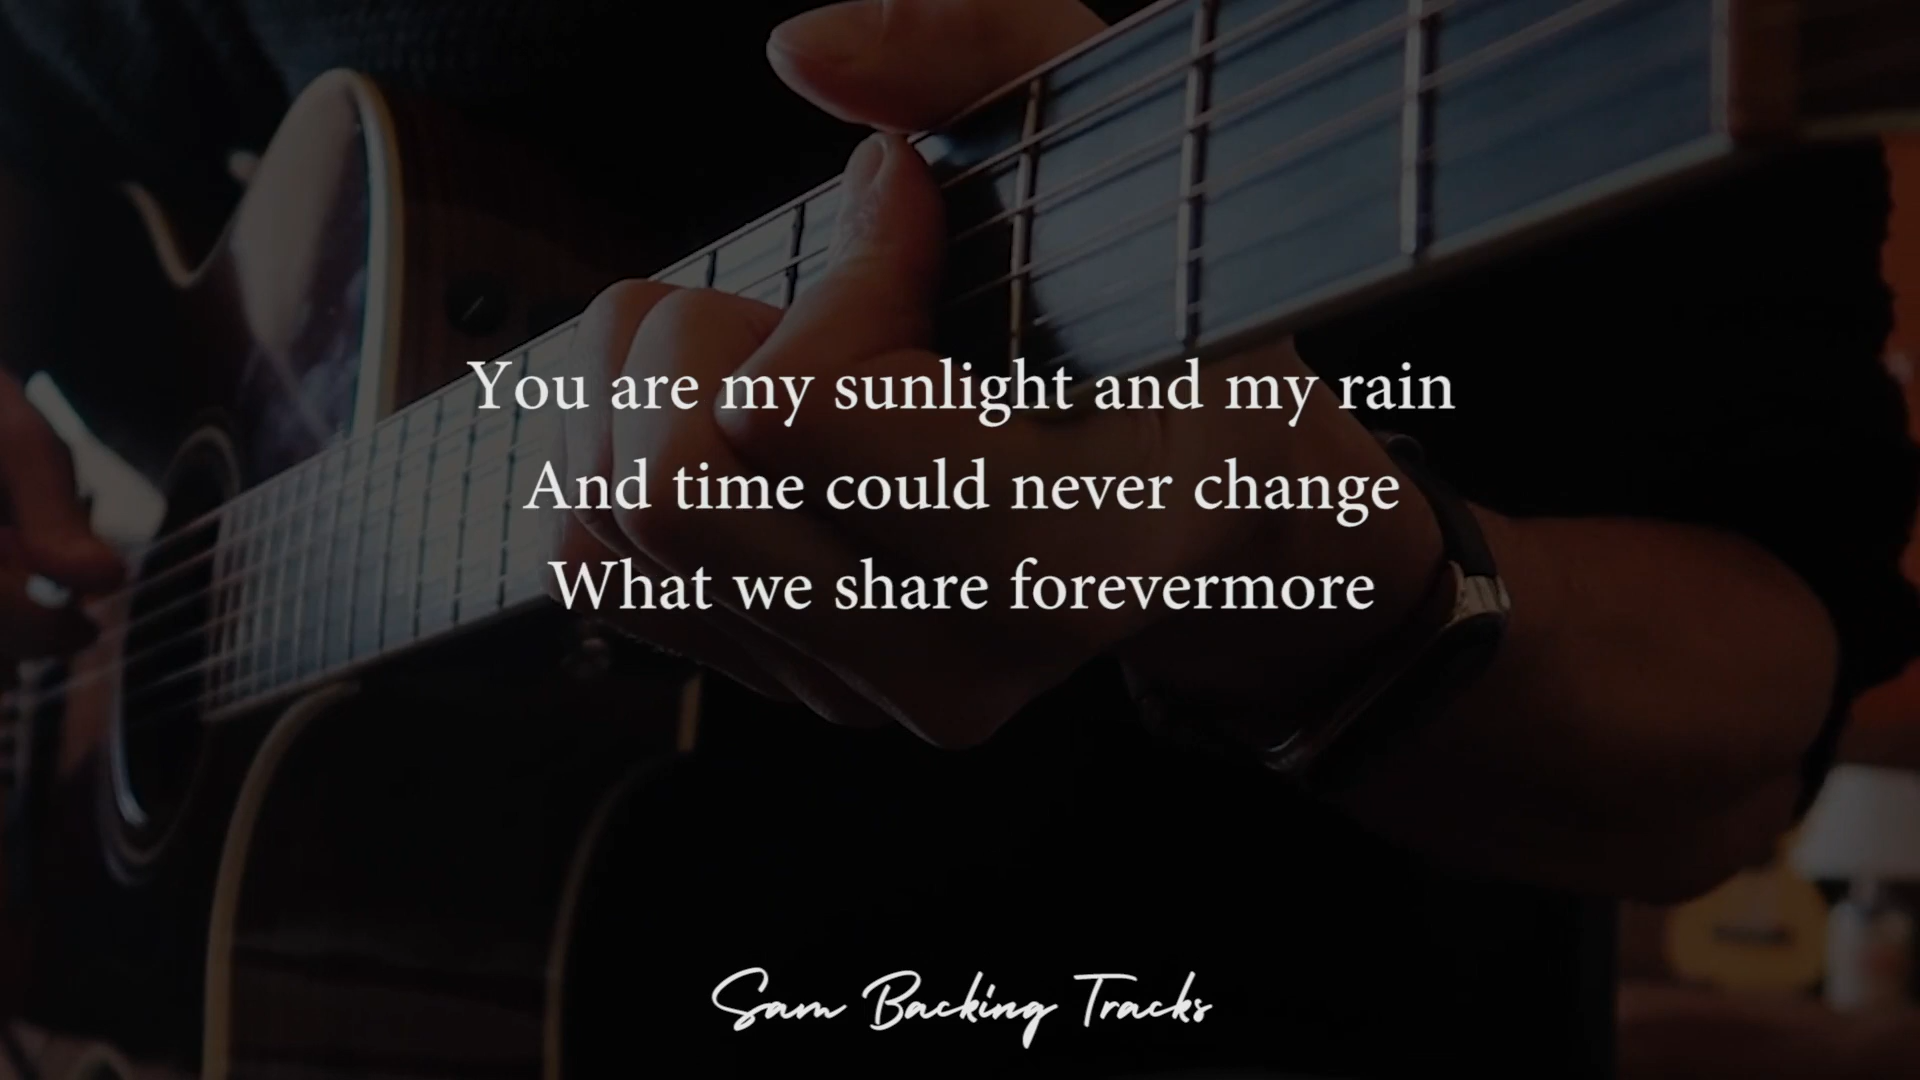 You are my sunlight and my rain
And time could never change
What we share forevermore
Sam Backing Tracks